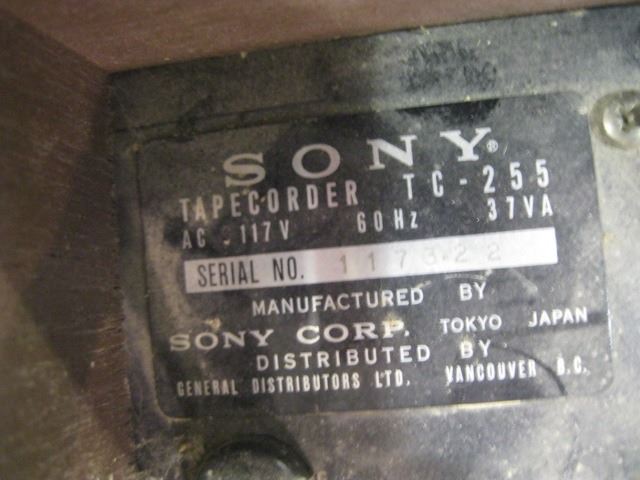 SONY®
TAPECORDER TC-255
AC 117V 60Hz 37VA
SERIAL NO. 117322
MANUFACTURED BY
SONY CORP. TOKYO JAPAN
DISTRIBUTED BY
GENERAL DISTRIBUTORS LTD. VANCOUVER B.C.